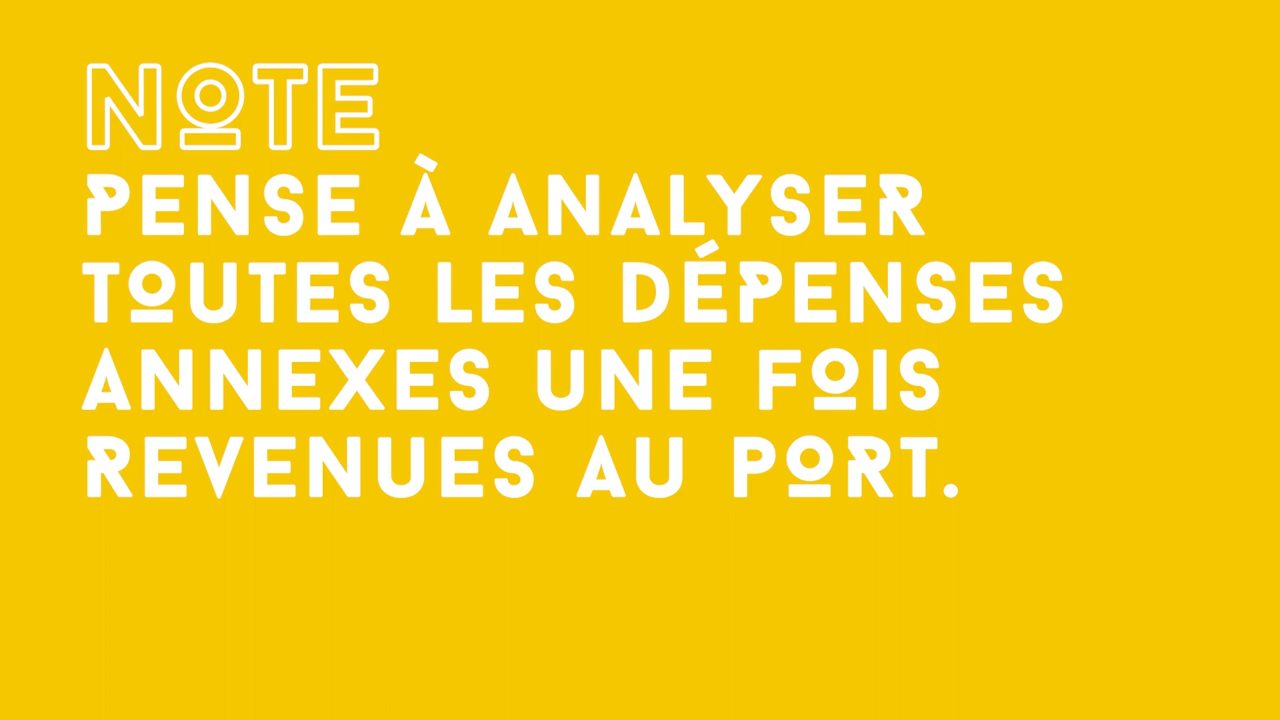 NOTE
PENSE À ANALYSER
TOUTES LES DÉPENSES
ANNEXES UNE FOIS
REVENUES AU PORT.